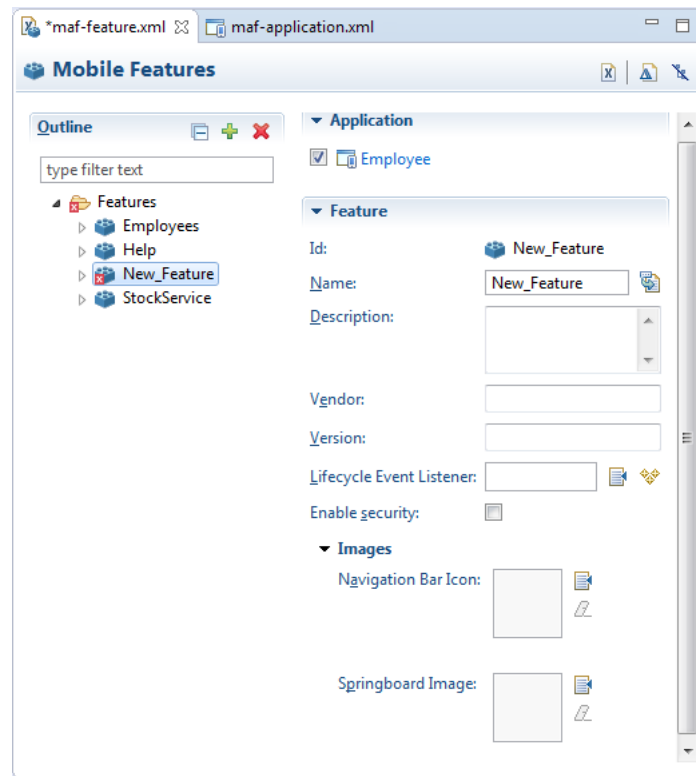 *maf-feature.xml maf-application.xml
Mobile Features
Outline
type filter text
Features
Employees
Help
New_Feature
StockService
Application
Employee
Feature
Id: New_Feature
Name: New_Feature
Description:
Vendor:
Version:
Lifecycle Event Listener:
Enable security:
Images
Navigation Bar Icon:
Springboard Image: